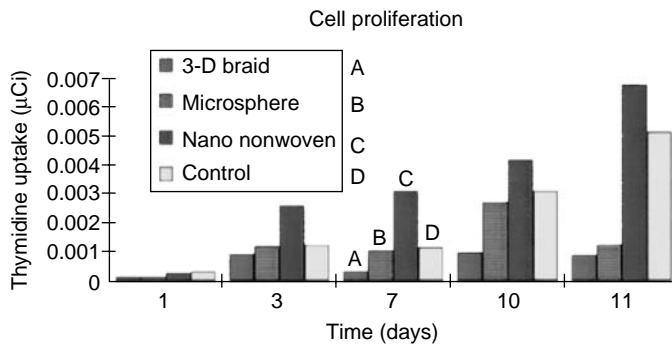 Cell proliferation
Thymidine uptake (μCi)
0.007
0.006
0.005
0.004
0.003
0.002
0.001
0
3-D braid A
Microsphere B
Nano nonwoven C
Control D
A
B
C
D
1 3 7 10 11
Time (days)